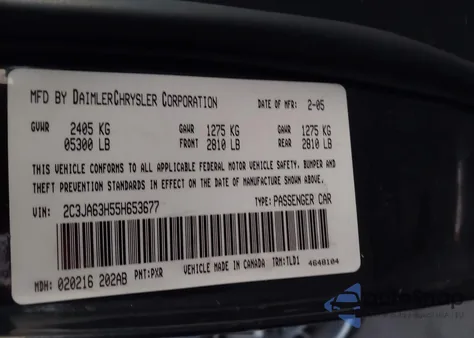 MFD BY DAIMLERCHRYSLER CORPORATION DATE OF MFR: 2-05
GVWR 2405 KG GAWR 1275 KG GAWR 1275 KG
05300 LB FRONT 2810 LB REAR 2810 LB
THIS VEHICLE CONFORMS TO ALL APPLICABLE FEDERAL MOTOR VEHICLE SAFETY, BUMPER AND
THEFT PREVENTION STANDARDS IN EFFECT ON THE DATE OF MANUFACTURE SHOWN ABOVE.
VIN: 2C3JA63H55H653677 TYPE: PASSENGER CAR
MDH: 020216 202AB PNT: PXR VEHICLE MADE IN CANADA TRM: TLD1 4648104